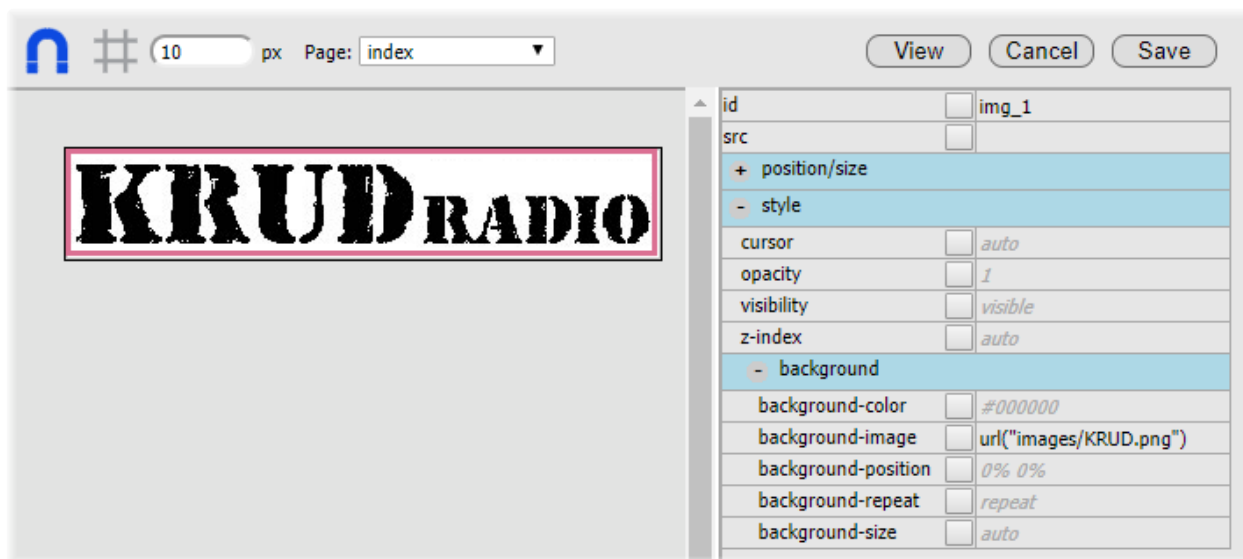 10 px Page: index View Cancel Save
KRUD RADIO
id img_1
src
+ position/size
- style
cursor auto
opacity 1
visibility visible
z-index auto
- background
background-color #000000
background-image url("images/KRUD.png")
background-position 0% 0%
background-repeat repeat
background-size auto